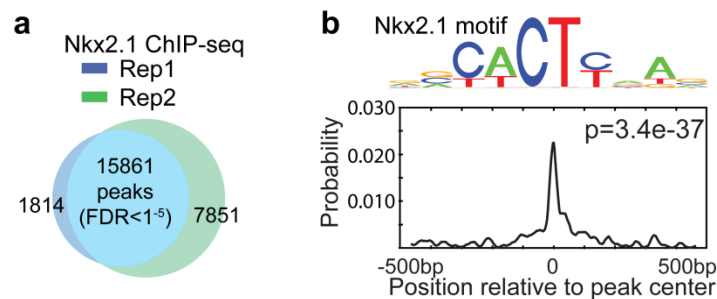 a
Nkx2.1 ChIP-seq
Rep1
Rep2
15861
peaks
(FDR<1-5)
1814
7851
b
Nkx2.1 motif
CACTCA
Probability
0.030
0.020
0.010
p=3.4e-37
-500bp
0
500bp
Position relative to peak center